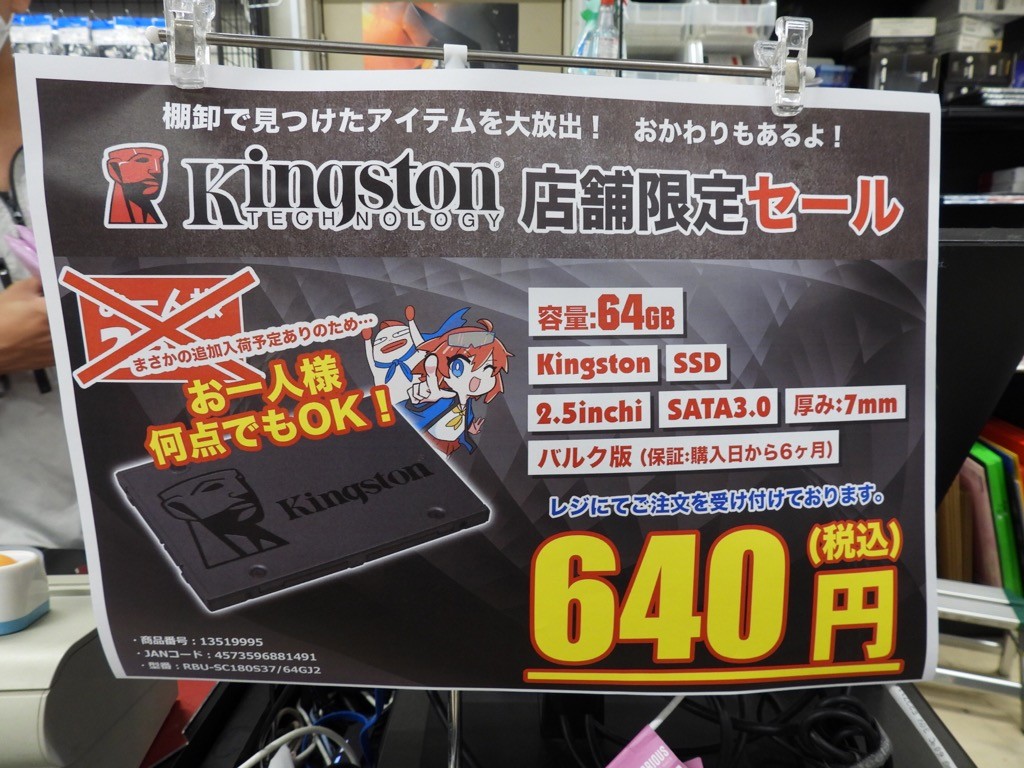 棚卸で見つけたアイテムを大放出！ おかわりもあるよ！
Kingston® 店舗限定セール
TECHNOLOGY
まさかの追加入荷予定ありのため…
お一人様
何点でもOK！
容量:64GB
Kingston SSD
2.5inchi SATA3.0 厚み:7mm
バルク版 (保証:購入日から6ヶ月)
レジにてご注文を受け付けております。
640円 (税込)
Kingston
・商品番号：13519995
・JANコード：4573596881491
・型番：RBU-SC180S37/64GJ2